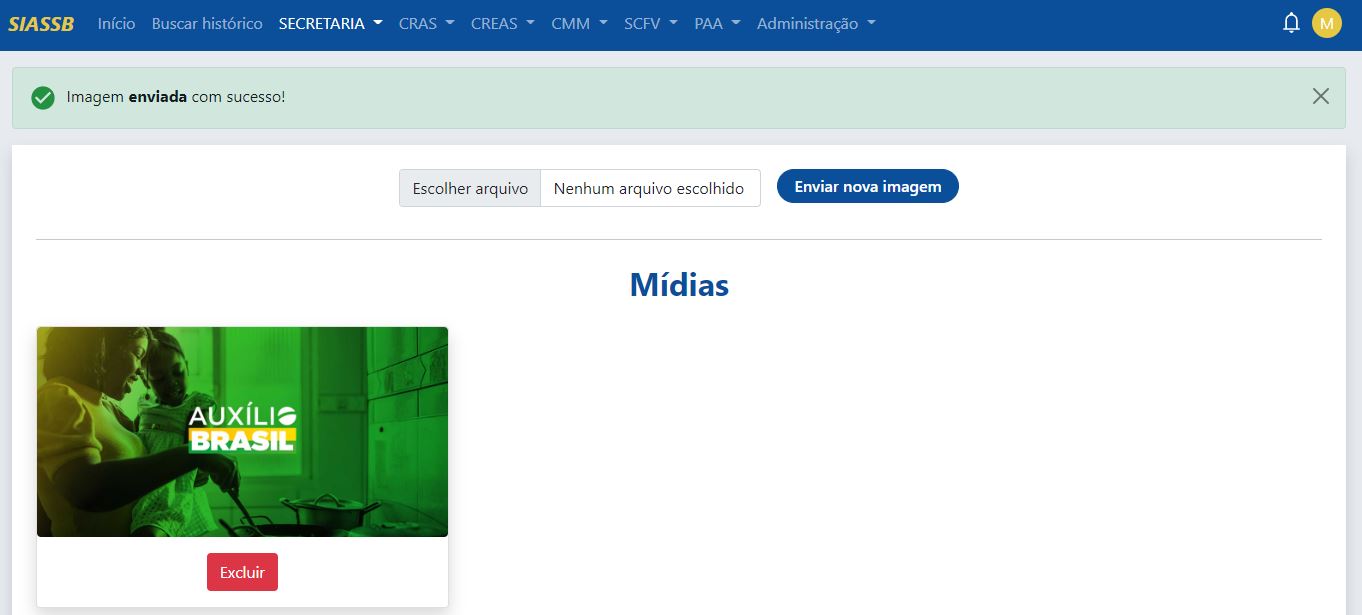 SIASSB Início Buscar histórico SECRETARIA CRAS CREAS CMM SCFV PAA Administração M
Imagem enviada com sucesso!
Escolher arquivo Nenhum arquivo escolhido Enviar nova imagem
Mídias
AUXÍLIO
BRASIL
Excluir